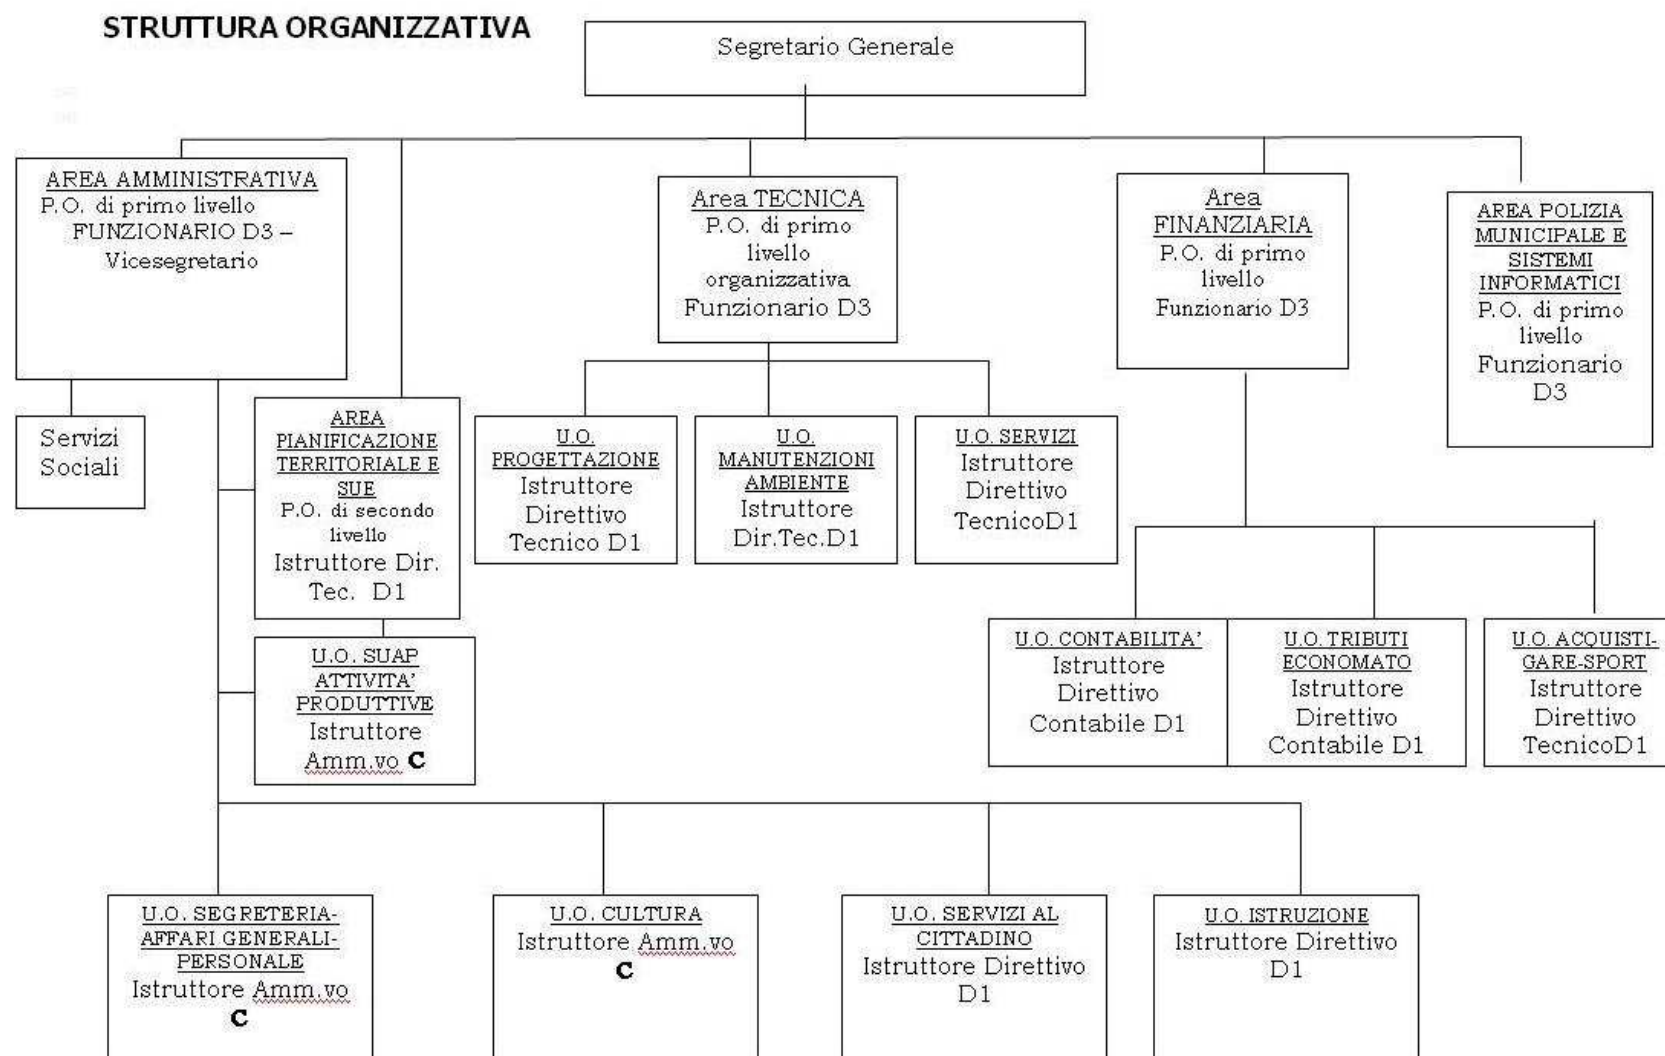 STRUTTURA ORGANIZZATIVA
Segretario Generale
AREA AMMINISTRATIVA
P.O. di primo livello
FUNZIONARIO D3 –
Vicesegretario
Area TECNICA
P.O. di primo
livello
organizzativa
Funzionario D3
Area
FINANZIARIA
P.O. di primo
livello
Funzionario D3
AREA POLIZIA
MUNICIPALE E
SISTEMI
INFORMATICI
P.O. di primo
livello
Funzionario
D3
Servizi
Sociali
AREA
PIANIFICAZIONE
TERRITORIALE E
SUE
P.O. di secondo
livello
Istruttore Dir.
Tec. D1
U.O.
PROGETTAZIONE
Istruttore
Direttivo
Tecnico D1
U.O.
MANUTENZIONI
AMBIENTE
Istruttore
Dir.Tec.D1
U.O. SERVIZI
Istruttore
Direttivo
TecnicoD1
U.O. SUAP
ATTIVITA'
PRODUTTIVE
Istruttore
Amm.vo C
U.O. CONTABILITA'
Istruttore
Direttivo
Contabile D1
U.O. TRIBUTI
ECONOMATO
Istruttore
Direttivo
Contabile D1
U.O. ACQUISTI-
GARE-SPORT
Istruttore
Direttivo
TecnicoD1
U.O. SEGRETERIA-
AFFARI GENERALI-
PERSONALE
Istruttore Amm.vo
C
U.O. CULTURA
Istruttore Amm.vo
C
U.O. SERVIZI AL
CITTADINO
Istruttore Direttivo
D1
U.O. ISTRUZIONE
Istruttore Direttivo
D1